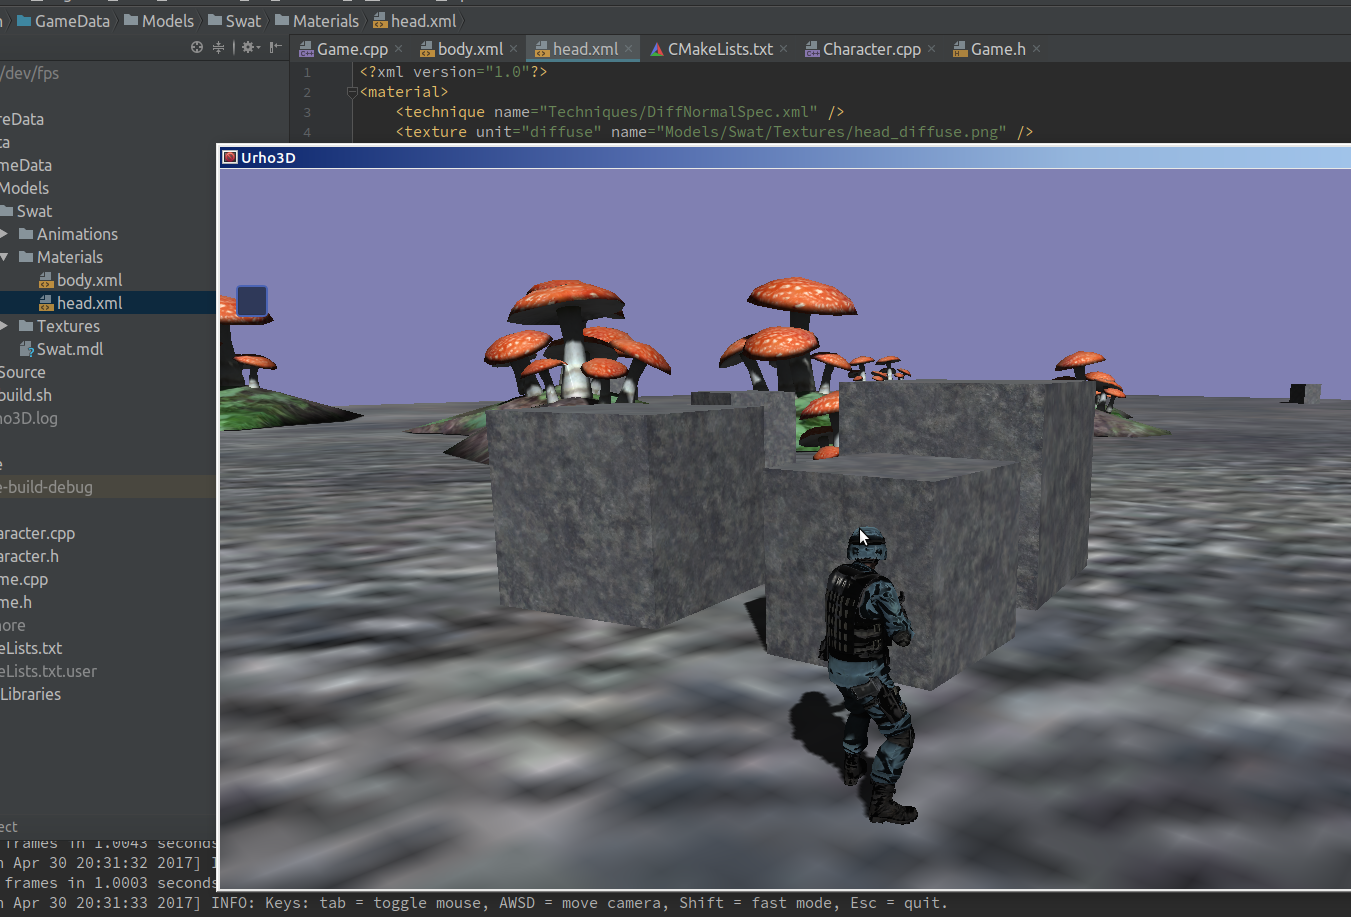 GameData Models Swat Materials head.xml
/dev/fps
Game.cpp body.xml head.xml CMakeLists.txt Character.cpp Game.h
1 <?xml version="1.0"?>
2 <material>
3 <technique name="Techniques/DiffNormalSpec.xml" />
4 <texture unit="diffuse" name="Models/Swat/Textures/head_diffuse.png" />
reData
ta
meData
Models
Swat
Animations
Materials
body.xml
head.xml
Textures
Swat.mdl
Source
build.sh
ho3D.log
e
e-build-debug
aracter.cpp
aracter.h
me.cpp
me.h
nore
eLists.txt
eLists.txt.user
Libraries
Urho3D
ect
frames in 1.0043 seconds
n Apr 30 20:31:32 2017]
frames in 1.0003 seconds
n Apr 30 20:31:33 2017] INFO: Keys: tab = toggle mouse, AWSD = move camera, Shift = fast mode, Esc = quit.